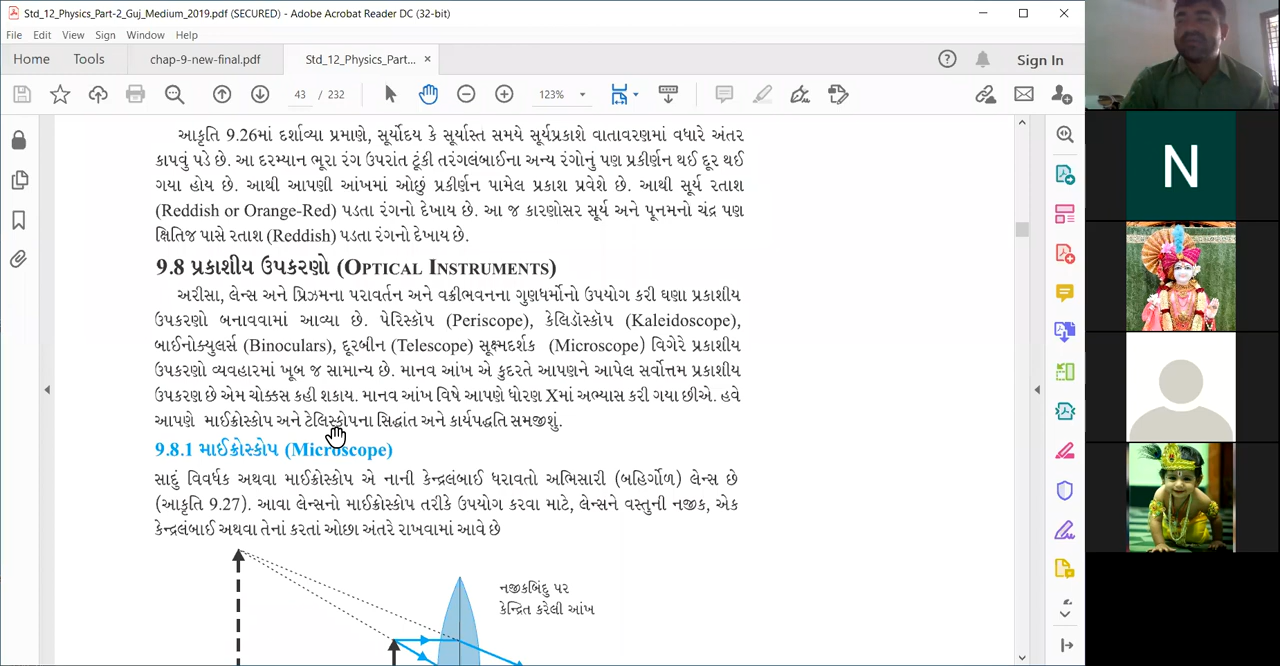 Std_12_Physics_Part-2_Guj_Medium_2019.pdf (SECURED) - Adobe Acrobat Reader DC (32-bit)
File Edit View Sign Window Help
Home Tools chap-9-new-final.pdf Std_12_Physics_Part... × Sign In
43 / 232 123%
આકૃતિ 9.26માં દર્શાવ્યા પ્રમાણે, સૂર્યોદય કે સૂર્યાસ્ત સમયે સૂર્યપ્રકાશે વાતાવરણમાં વધારે અંતર
કાપવું પડે છે. આ દરમ્યાન ભૂરા રંગ ઉપરાંત ટૂંકી તરંગલંબાઈના અન્ય રંગોનું પણ પ્રકીર્ણન થઈ દૂર થઈ
ગયા હોય છે. આથી આપણી આંખમાં ઓછું પ્રકીર્ણન પામેલ પ્રકાશ પ્રવેશે છે. આથી સૂર્ય રતાશ
(Reddish or Orange-Red) પડતા રંગનો દેખાય છે. આ જ કારણોસર સૂર્ય અને પૂનમનો ચંદ્ર પણ
ક્ષિતિજ પાસે રતાશ (Reddish) પડતા રંગનો દેખાય છે.
9.8 પ્રકાશીય ઉપકરણો (OPTICAL INSTRUMENTS)
અરીસા, લેન્સ અને પ્રિઝમના પરાવર્તન અને વક્રીભવનના ગુણધર્મોનો ઉપયોગ કરી ઘણા પ્રકાશીય
ઉપકરણો બનાવવામાં આવ્યા છે. પેરિસ્કૉપ (Periscope), કેલિડૉસ્કૉપ (Kaleidoscope),
બાઈનોક્યુલર્સ (Binoculars), દૂરબીન (Telescope) સૂક્ષ્મદર્શક (Microscope) વિગેરે પ્રકાશીય
ઉપકરણો વ્યવહારમાં ખૂબ જ સામાન્ય છે. માનવ આંખ એ કુદરતે આપણને આપેલ સર્વોત્તમ પ્રકાશીય
ઉપકરણ છે એમ ચોક્કસ કહી શકાય. માનવ આંખ વિષે આપણે ધોરણ Xમાં અભ્યાસ કરી ગયા છીએ. હવે
આપણે માઈક્રોસ્કોપ અને ટેલિસ્કોપના સિદ્ધાંત અને કાર્યપદ્ધતિ સમજીશું.
9.8.1 માઈક્રોસ્કોપ (Microscope)
સાદું વિવર્ધક અથવા માઈક્રોસ્કોપ એ નાની કેન્દ્રલંબાઈ ધરાવતો અભિસારી (બહિર્ગોળ) લેન્સ છે
(આકૃતિ 9.27). આવા લેન્સનો માઈક્રોસ્કોપ તરીકે ઉપયોગ કરવા માટે, લેન્સને વસ્તુની નજીક, એક
કેન્દ્રલંબાઈ અથવા તેનાં કરતાં ઓછા અંતરે રાખવામાં આવે છે
નજીકબિંદુ પર
કેન્દ્રિત કરેલી આંખ
N